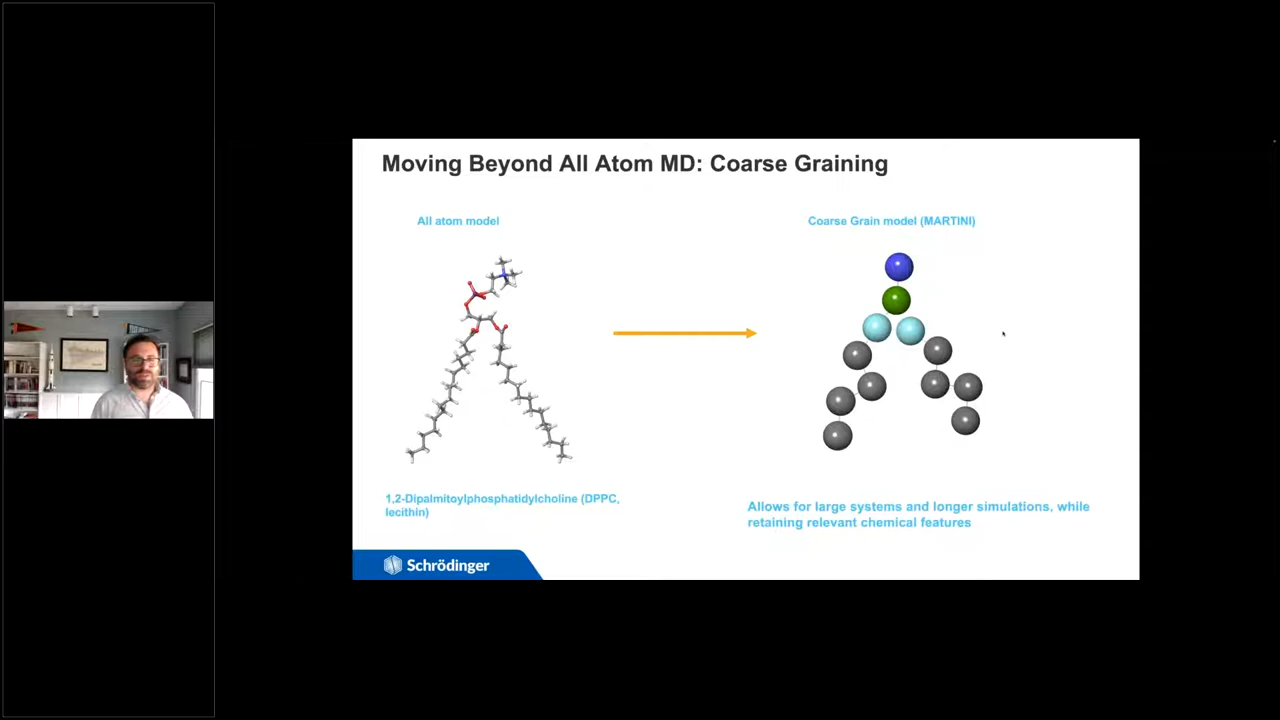 Moving Beyond All Atom MD: Coarse Graining
All atom model
Coarse Grain model (MARTINI)
1,2-Dipalmitoylphosphatidylcholine (DPPC,
lecithin)
Allows for large systems and longer simulations, while
retaining relevant chemical features
Schrödinger